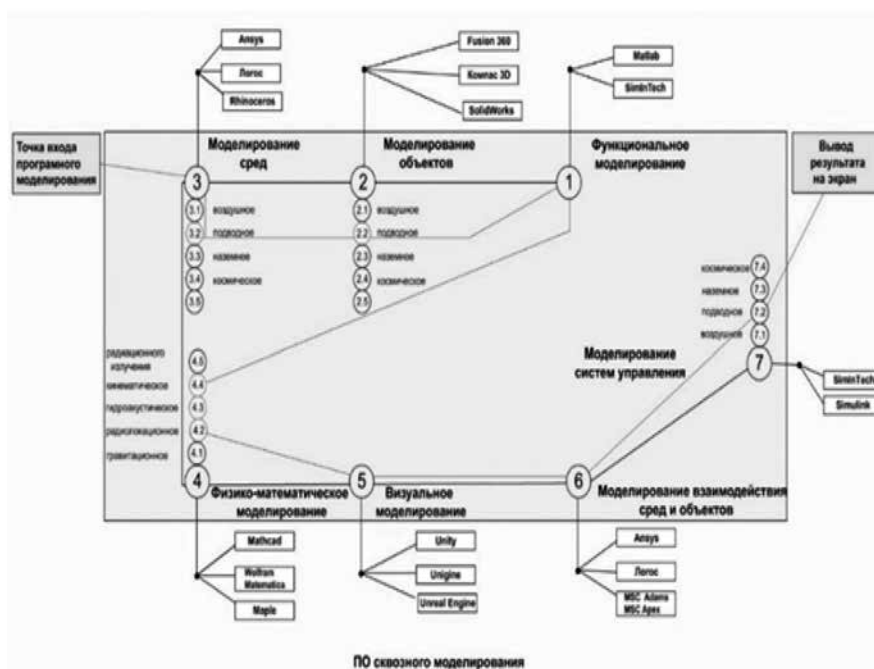 Ansys
Логос
Rhinoceros
Fusion 360
Компас 3D
SolidWorks
Matlab
SimInTech
Точка входа
програмного
моделирования
Моделирование
сред
Моделирование
объектов
Функциональное
моделирование
Вывод
результата
на экран
3
2
1
3.1 воздушное
3.2 подводное
3.3 наземное
3.4 космическое
3.5
2.1 воздушное
2.2 подводное
2.3 наземное
2.4 космическое
2.5
космическое 7.4
наземное 7.3
подводное 7.2
воздушное 7.1
7
Моделирование
систем управления
SimInTech
Simulink
радиационного
излучения 4.5
кинематическое 4.4
гидроакустическое 4.3
радиолокационное 4.2
гравитационное 4.1
4
5
6
Физико-математическое
моделирование
Визуальное
моделирование
Моделирование взаимодействия
сред и объектов
Mathcad
Wolfram
Matematica
Maple
Unity
Unigine
Unreal Engine
Ansys
Логос
MSC Adams
MSC Apex
ПО сквозного моделирования